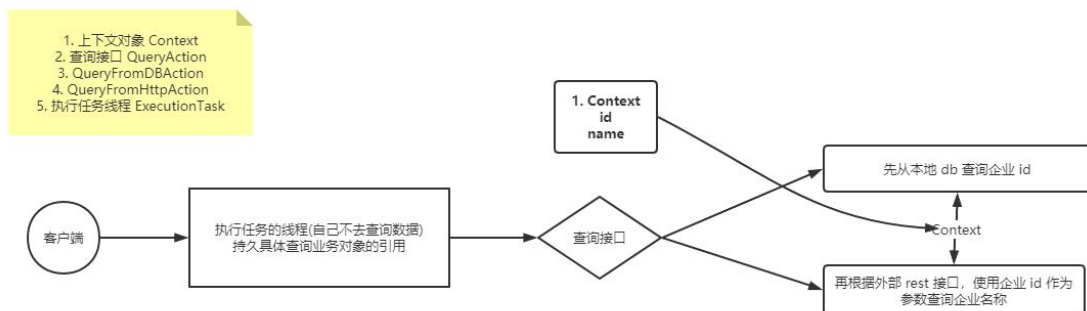 1. 上下文对象 Context
2. 查询接口 QueryAction
3. QueryFromDBAction
4. QueryFromHttpAction
5. 执行任务线程 ExecutionTask
1. Context
id
name
先从本地 db 查询企业 id
客户端
执行任务的线程(自己不去查询数据)
持久具体查询业务对象的引用
查询接口
Context
再根据外部 rest 接口，使用企业 id 作为
参数查询企业名称